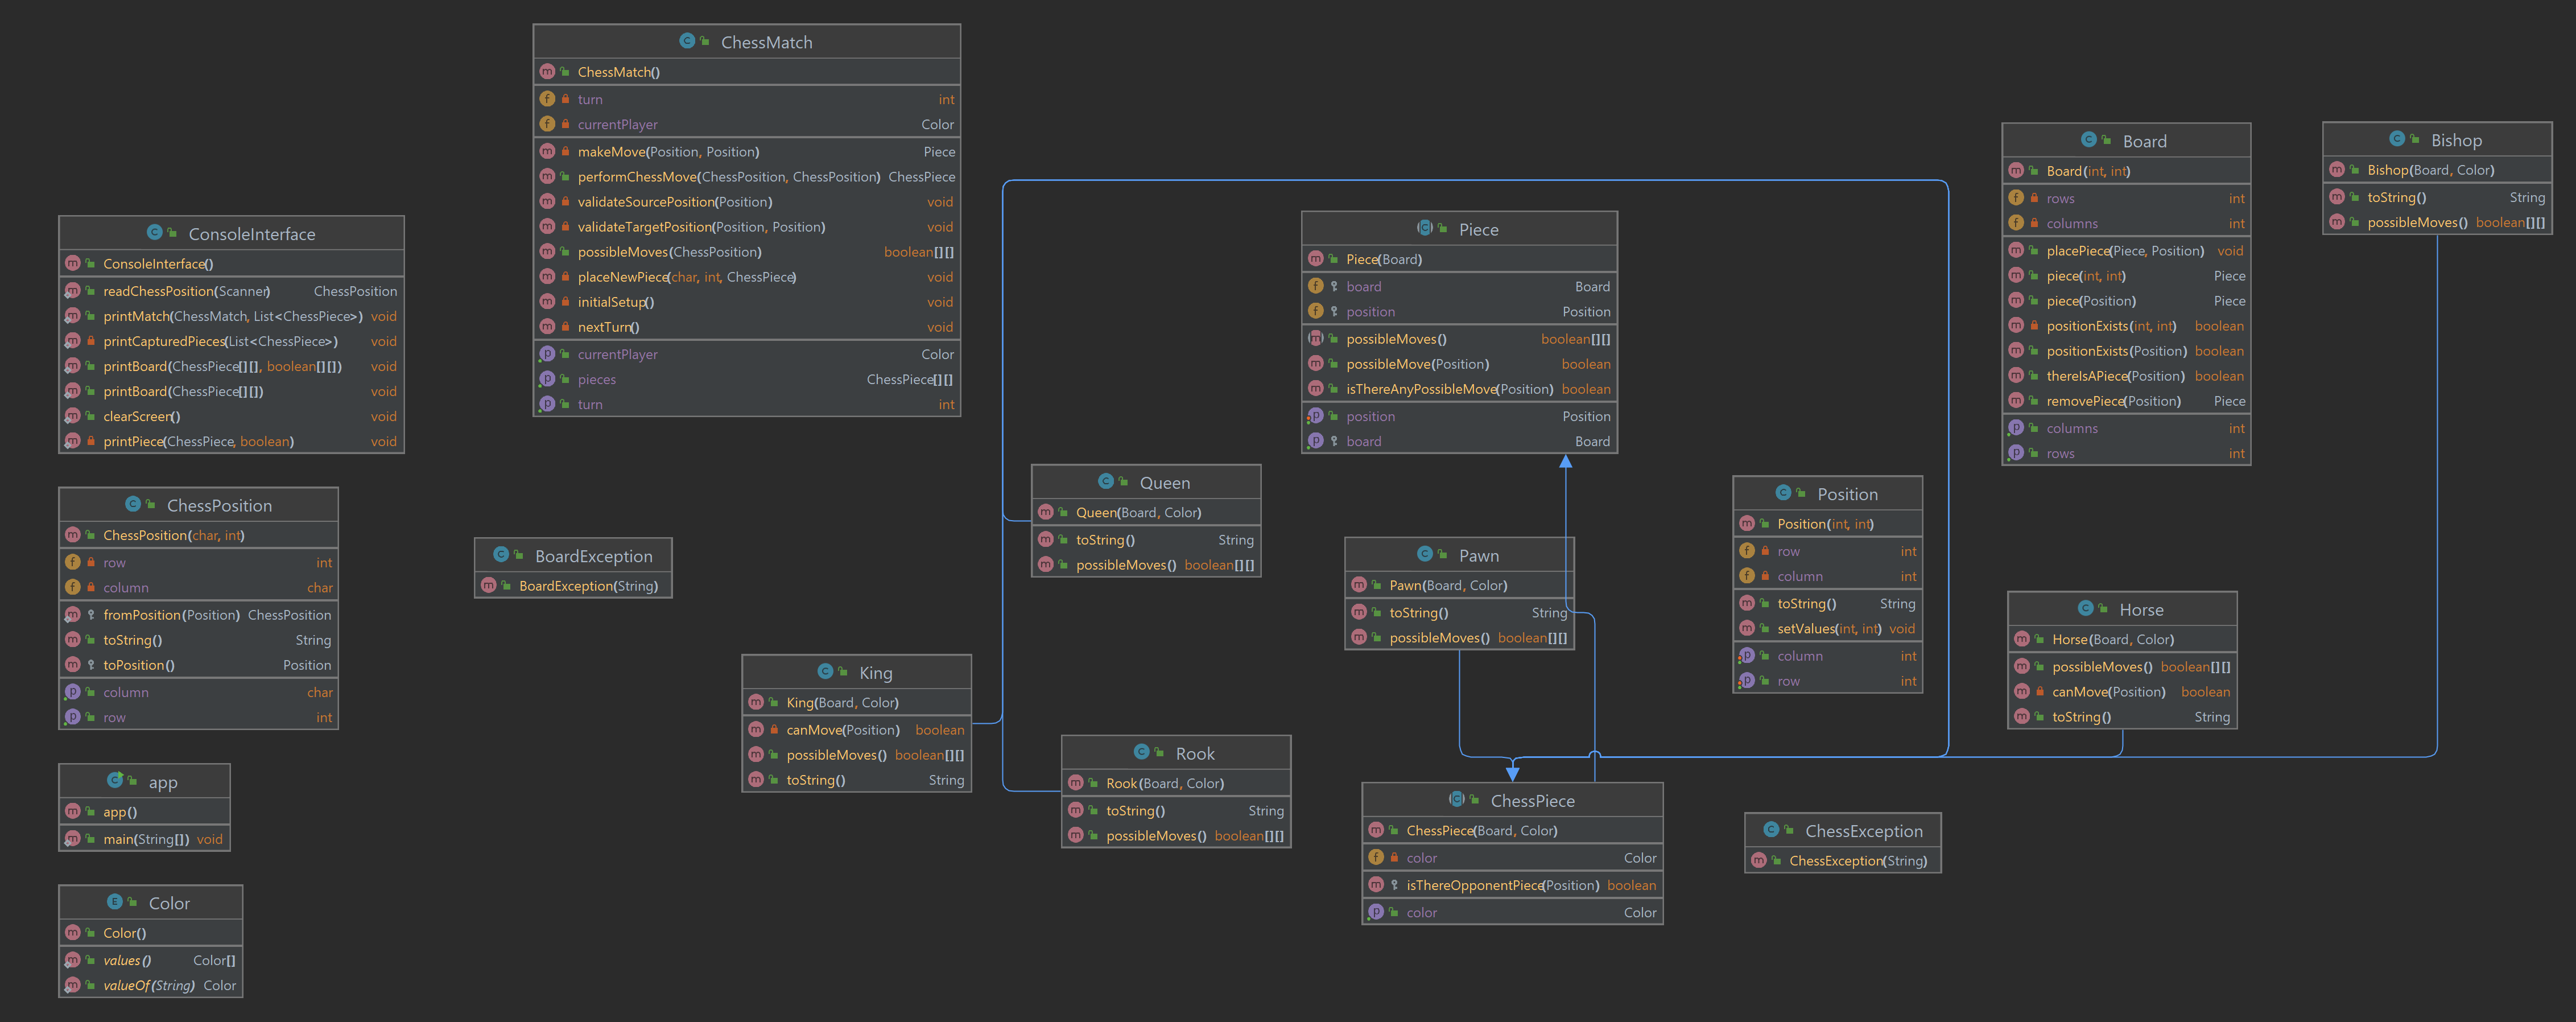 ChessMatch
ChessMatch()
turn int
currentPlayer Color
makeMove(Position, Position) Piece
performChessMove(ChessPosition, ChessPosition) ChessPiece
validateSourcePosition(Position) void
validateTargetPosition(Position, Position) void
possibleMoves(ChessPosition) boolean[][]
placeNewPiece(char, int, ChessPiece) void
initialSetup() void
nextTurn() void
currentPlayer Color
pieces ChessPiece[][]
turn int
ConsoleInterface
ConsoleInterface()
readChessPosition(Scanner) ChessPosition
printMatch(ChessMatch, List<ChessPiece>) void
printCapturedPieces(List<ChessPiece>) void
printBoard(ChessPiece[][], boolean[][]) void
printBoard(ChessPiece[][]) void
clearScreen() void
printPiece(ChessPiece, boolean) void
ChessPosition
ChessPosition(char, int)
row int
column char
fromPosition(Position) ChessPosition
toString() String
toPosition() Position
column char
row int
app
app()
main(String[]) void
Color
Color()
values() Color[]
valueOf(String) Color
BoardException
BoardException(String)
King
King(Board, Color)
canMove(Position) boolean
possibleMoves() boolean[][]
toString() String
Queen
Queen(Board, Color)
toString() String
possibleMoves() boolean[][]
Rook
Rook(Board, Color)
toString() String
possibleMoves() boolean[][]
Piece
Piece(Board)
board Board
position Position
possibleMoves() boolean[][]
possibleMove(Position) boolean
isThereAnyPossibleMove(Position) boolean
position Position
board Board
Pawn
Pawn(Board, Color)
toString() String
possibleMoves() boolean[][]
ChessPiece
ChessPiece(Board, Color)
color Color
isThereOpponentPiece(Position) boolean
color Color
Position
Position(int, int)
row int
column int
toString() String
setValues(int, int) void
column int
row int
ChessException
ChessException(String)
Board
Board(int, int)
rows int
columns int
placePiece(Piece, Position) void
piece(int, int) Piece
piece(Position) Piece
positionExists(int, int) boolean
positionExists(Position) boolean
thereIsAPiece(Position) boolean
removePiece(Position) Piece
columns int
rows int
Horse
Horse(Board, Color)
possibleMoves() boolean[][]
canMove(Position) boolean
toString() String
Bishop
Bishop(Board, Color)
toString() String
possibleMoves() boolean[][]